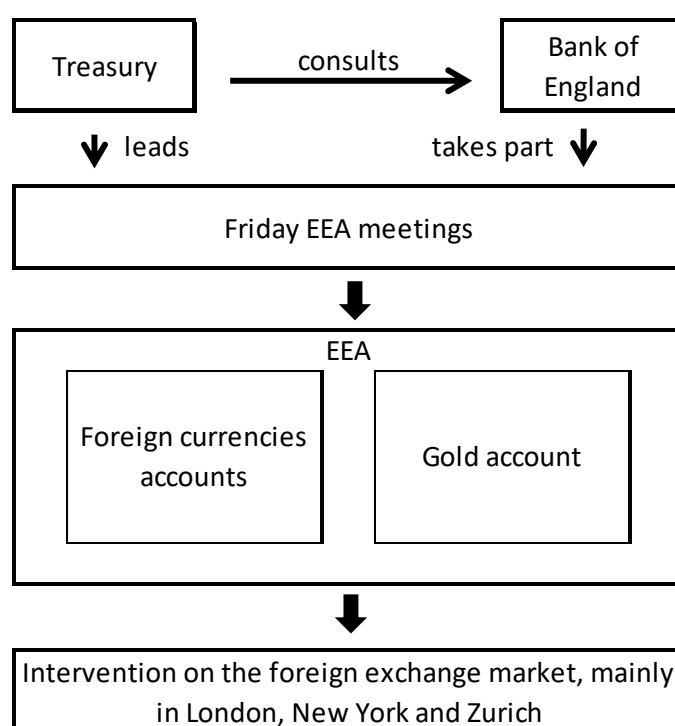 Treasury
consults
Bank of
England
leads
takes part
Friday EEA meetings
EEA
Foreign currencies
accounts
Gold account
Intervention on the foreign exchange market, mainly
in London, New York and Zurich